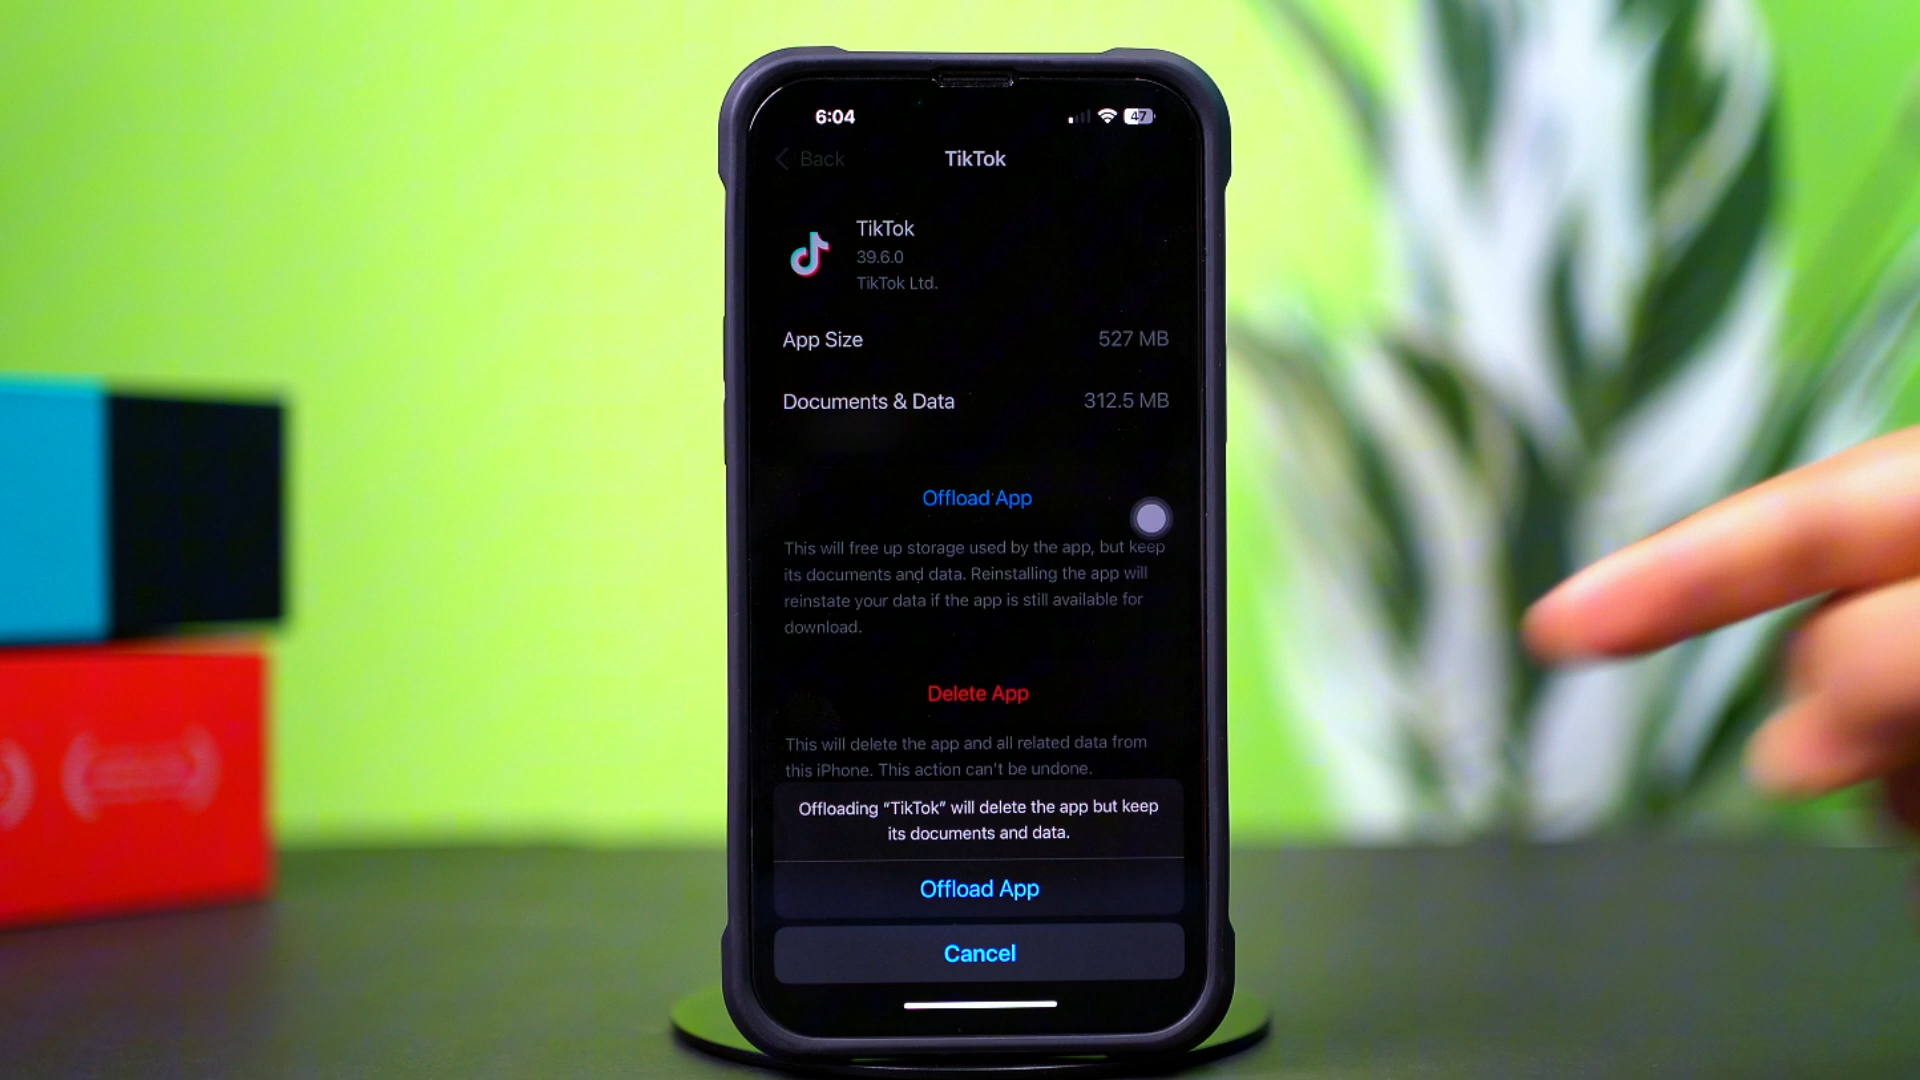 6:04
47
Back
TikTok
TikTok
39.6.0
TikTok Ltd.
App Size
527 MB
Documents & Data
312.5 MB
Offload App
This will free up storage used by the app, but keep
its documents and data. Reinstalling the app will
reinstate your data if the app is still available for
download.
Delete App
This will delete the app and all related data from
this iPhone. This action can't be undone.
Offloading “TikTok” will delete the app but keep
its documents and data.
Offload App
Cancel